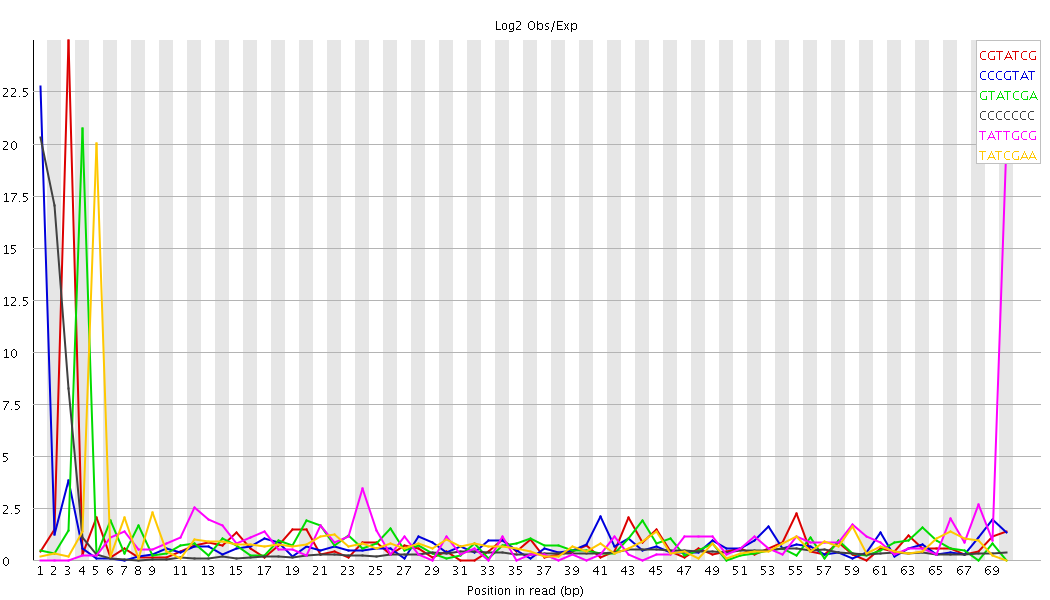 Log2 Obs/Exp
CGTATCG
CCCGTAT
GTATCGA
CCCCCCC
TATTGCG
TATCGAA
22.5
20
17.5
15
12.5
10
7.5
5
2.5
0
1 2 3 4 5 6 7 8 9 11 13 15 17 19 21 23 25 27 29 31 33 35 37 39 41 43 45 47 49 51 53 55 57 59 61 63 65 67 69
Position in read (bp)